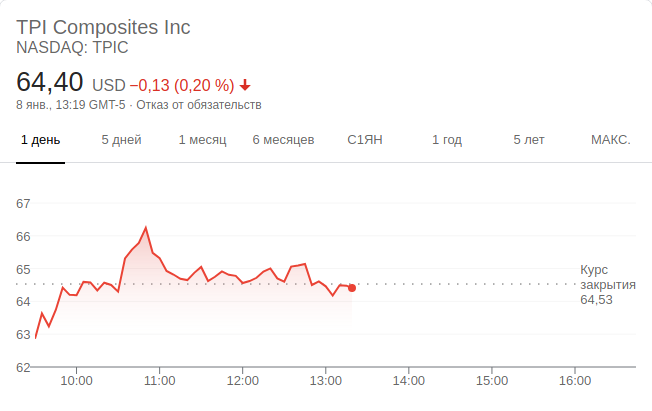 TPI Composites Inc
NASDAQ: TPIC
64,40 USD −0,13 (0,20 %)
8 янв., 13:19 GMT-5 · Отказ от обязательств
1 день 5 дней 1 месяц 6 месяцев С1ЯН 1 год 5 лет МАКС.
67
66
65
64
63
62
Курс
закрытия
64,53
10:00 11:00 12:00 13:00 14:00 15:00 16:00